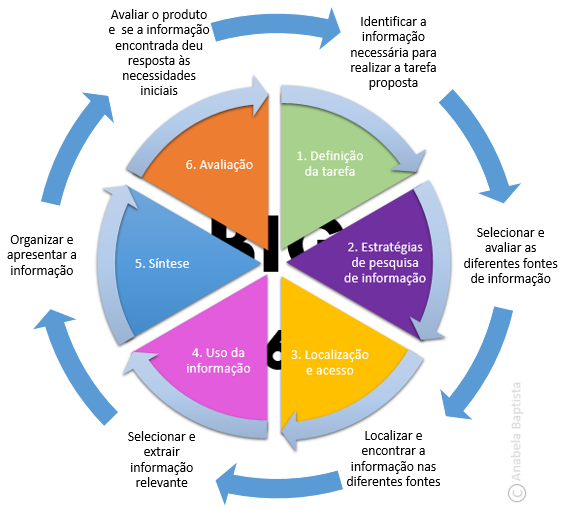 Avaliar o produto
e se a informação
encontrada deu
resposta às
necessidades
iniciais
Identificar a
informação
necessária para
realizar a tarefa
proposta
6. Avaliação
1. Definição
da tarefa
BIG
6
Organizar e
apresentar a
informação
5. Síntese
2. Estratégias
de pesquisa
de informação
Selecionar e
avaliar as
diferentes fontes
de informação
4. Uso da
informação
3. Localização
e acesso
Selecionar e
extrair
informação
relevante
Localizar e
encontrar a
informação nas
diferentes fontes
© Anabela Baptista